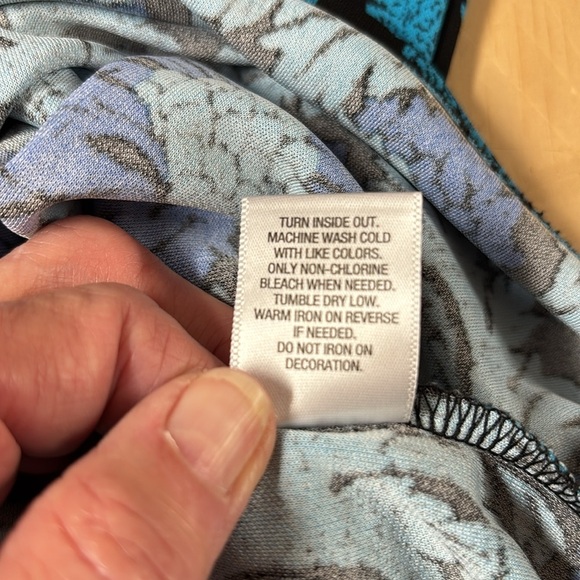 TURN INSIDE OUT.
MACHINE WASH COLD
WITH LIKE COLORS.
ONLY NON-CHLORINE
BLEACH WHEN NEEDED.
TUMBLE DRY LOW.
WARM IRON ON REVERSE
IF NEEDED.
DO NOT IRON ON
DECORATION.